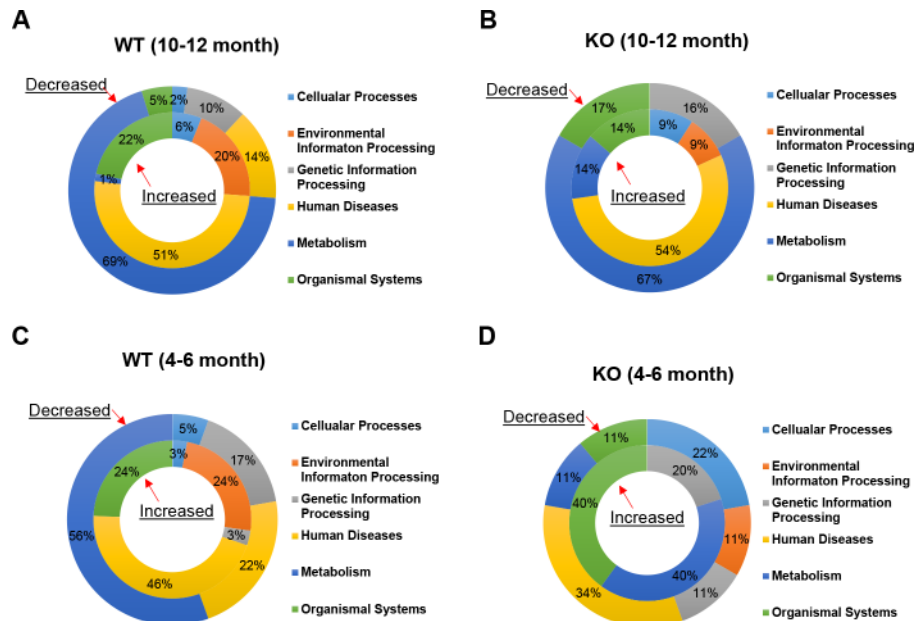 A
WT (10-12 month)
Decreased
5%
2%
10%
6%
22%
20%
14%
1%
Increased
51%
69%
Cellualar Processes
Environmental
Informaton Processing
Genetic Information
Processing
Human Diseases
Metabolism
Organismal Systems
B
KO (10-12 month)
Decreased
17%
16%
14%
9%
9%
14%
Increased
54%
67%
Cellualar Processes
Environmental
Informaton Processing
Genetic Information
Processing
Human Diseases
Metabolism
Organismal Systems
C
WT (4-6 month)
Decreased
5%
3%
17%
24%
24%
Increased
3%
56%
22%
46%
Cellualar Processes
Environmental
Informaton Processing
Genetic Information
Processing
Human Diseases
Metabolism
Organismal Systems
D
KO (4-6 month)
Decreased
11%
22%
20%
11%
40%
Increased
11%
40%
34%
11%
Cellualar Processes
Environmental
Informaton Processing
Genetic Information
Processing
Human Diseases
Metabolism
Organismal Systems